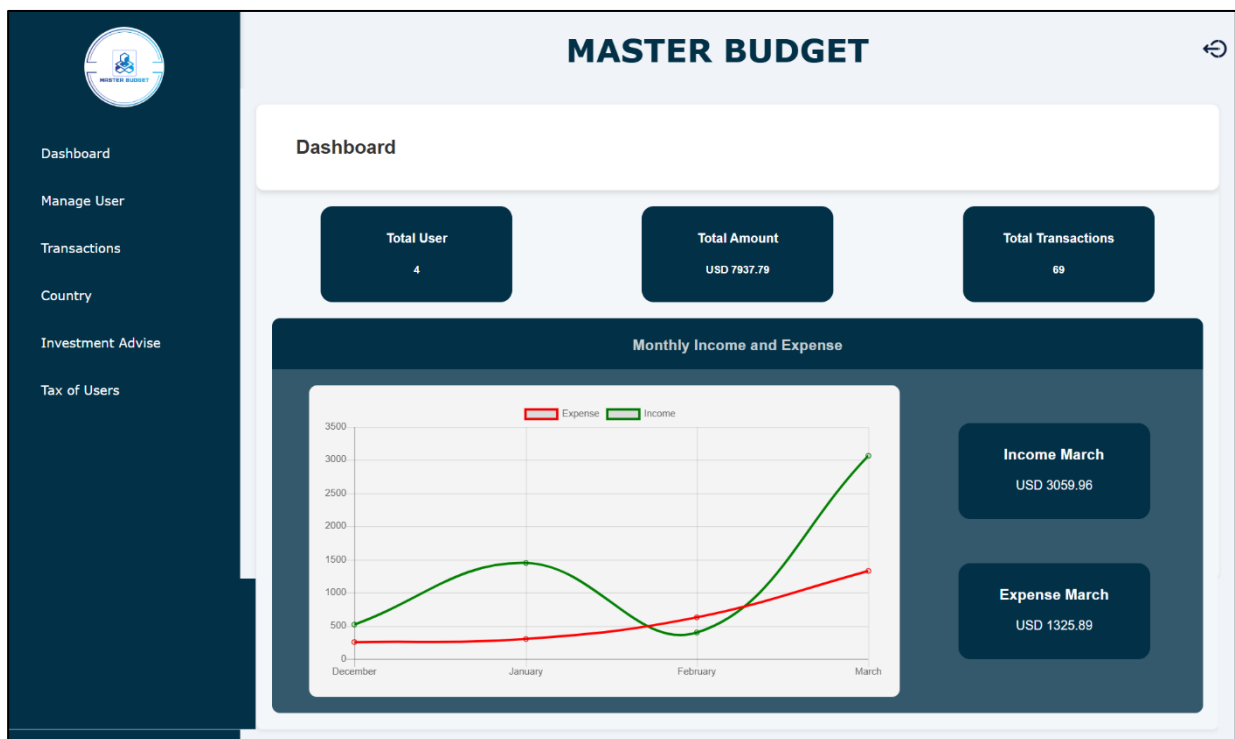 MASTER BUDGET
MASTER BUDGET
Dashboard
Manage User
Transactions
Country
Investment Advise
Tax of Users
Dashboard
Total User
4
Total Amount
USD 7937.79
Total Transactions
69
Monthly Income and Expense
Expense Income
3500
3000
2500
2000
1500
1000
500
0
December January February March
Income March
USD 3059.96
Expense March
USD 1325.89